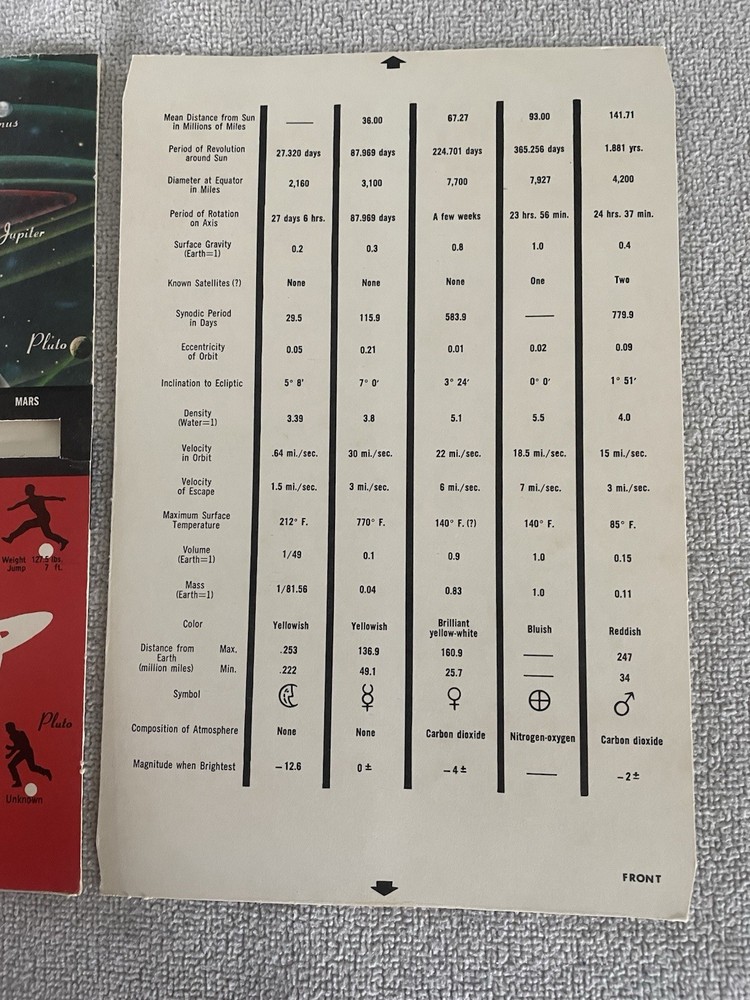 Jupiter
Pluto
MARS
Weight 127.5 lbs.
Jump 7 ft.
Pluto
Unknown
Mean Distance from Sun
in Millions of Miles — 36.00 67.27 93.00 141.71
Period of Revolution
around Sun 27.320 days 87.969 days 224.701 days 365.256 days 1.881 yrs.
Diameter at Equator
in Miles 2,160 3,100 7,700 7,927 4,200
Period of Rotation
on Axis 27 days 6 hrs. 87.969 days A few weeks 23 hrs. 56 min. 24 hrs. 37 min.
Surface Gravity
(Earth=1) 0.2 0.3 0.8 1.0 0.4
Known Satellites (?) None None None One Two
Synodic Period
in Days 29.5 115.9 583.9 — 779.9
Eccentricity
of Orbit 0.05 0.21 0.01 0.02 0.09
Inclination to Ecliptic 5° 8′ 7° 0′ 3° 24′ 0° 0′ 1° 51′
Density
(Water=1) 3.39 3.8 5.1 5.5 4.0
Velocity
in Orbit .64 mi./sec. 30 mi./sec. 22 mi./sec. 18.5 mi./sec. 15 mi./sec.
Velocity
of Escape 1.5 mi./sec. 3 mi./sec. 6 mi./sec. 7 mi./sec. 3 mi./sec.
Maximum Surface
Temperature 212° F. 770° F. 140° F. (?) 140° F. 85° F.
Volume
(Earth=1) 1/49 0.1 0.9 1.0 0.15
Mass
(Earth=1) 1/81.56 0.04 0.83 1.0 0.11
Color Yellowish Yellowish Brilliant
yellow-white Bluish Reddish
Distance from Max. .253 136.9 160.9 — 247
Earth
(million miles) Min. .222 49.1 25.7 — 34
Symbol ☾ ☿ ♀ ⊕ ♂
Composition of Atmosphere None None Carbon dioxide Nitrogen-oxygen Carbon dioxide
Magnitude when Brightest −12.6 0± −4± — −2±
FRONT